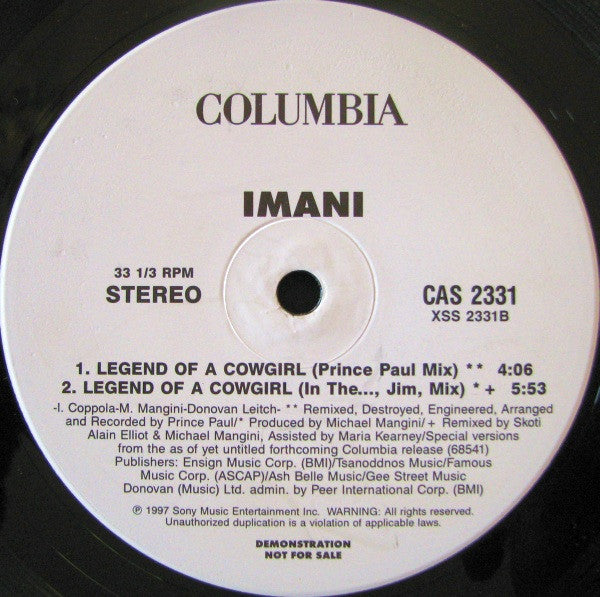 COLUMBIA
IMANI
33 1/3 RPM
STEREO
CAS 2331
XSS 2331B
1. LEGEND OF A COWGIRL (Prince Paul Mix) ** 4:06
2. LEGEND OF A COWGIRL (In The..., Jim, Mix) * + 5:53
-I. Coppola-M. Mangini-Donovan Leitch- ** Remixed, Destroyed, Engineered, Arranged
and Recorded by Prince Paul/* Produced by Michael Mangini/+ Remixed by Skoti
Alain Elliot & Michael Mangini, Assisted by Maria Kearney/Special versions
from the as of yet untitled forthcoming Columbia release (68541)
Publishers: Ensign Music Corp. (BMI)/Tsanoddnos Music/Famous
Music Corp. (ASCAP)/Ash Belle Music/Gee Street Music
Donovan (Music) Ltd. admin. by Peer International Corp. (BMI)
℗ 1997 Sony Music Entertainment Inc. WARNING: All rights reserved.
Unauthorized duplication is a violation of applicable laws.
DEMONSTRATION
NOT FOR SALE